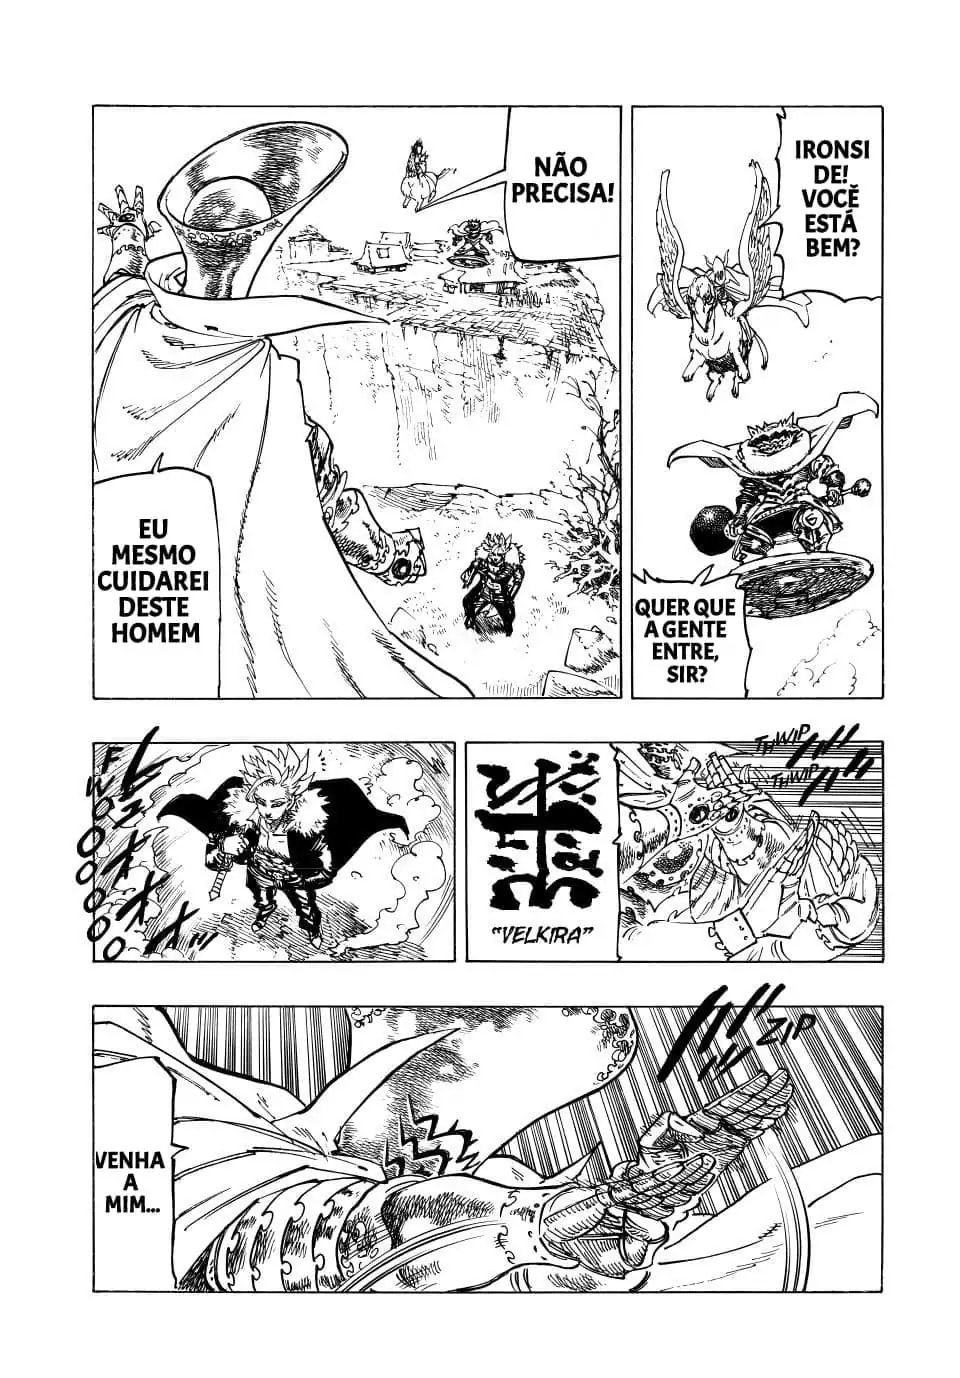 IRONSI
DE!
VOCÊ
ESTÁ
BEM?
QUER QUE
A GENTE
ENTRE,
SIR?
NÃO
PRECISA!
EU
MESMO
CUIDAREI
DESTE
HOMEM
THWIP
THWIP
"VELKIRA"
FWOOOOOO
ZIP
VENHA
A
MIM...